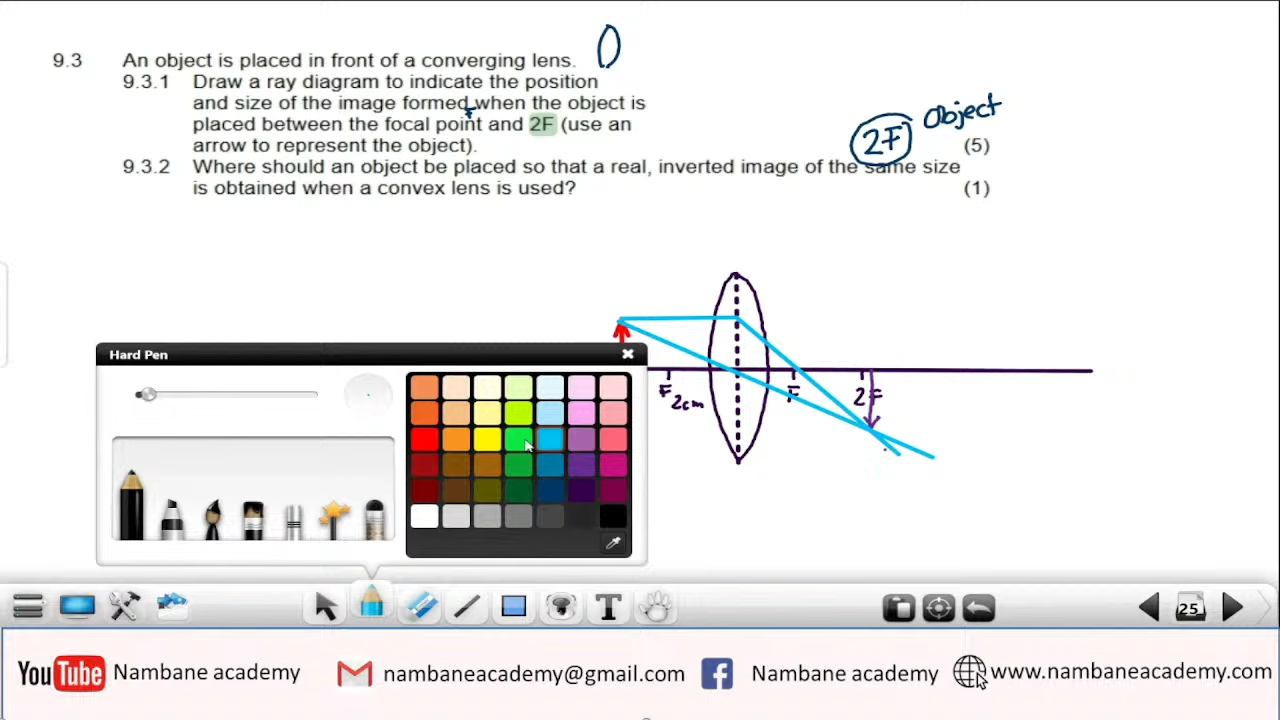 9.3 An object is placed in front of a converging lens.
9.3.1 Draw a ray diagram to indicate the position
and size of the image formed when the object is
F
placed between the focal point and 2F (use an
arrow to represent the object). (5)
2F Object
9.3.2 Where should an object be placed so that a real, inverted image of the same size
is obtained when a convex lens is used? (1)
Hard Pen
F 2cm F 2F
T
25
YouTube Nambane academy nambaneacademy@gmail.com Nambane academy www.nambaneacademy.com